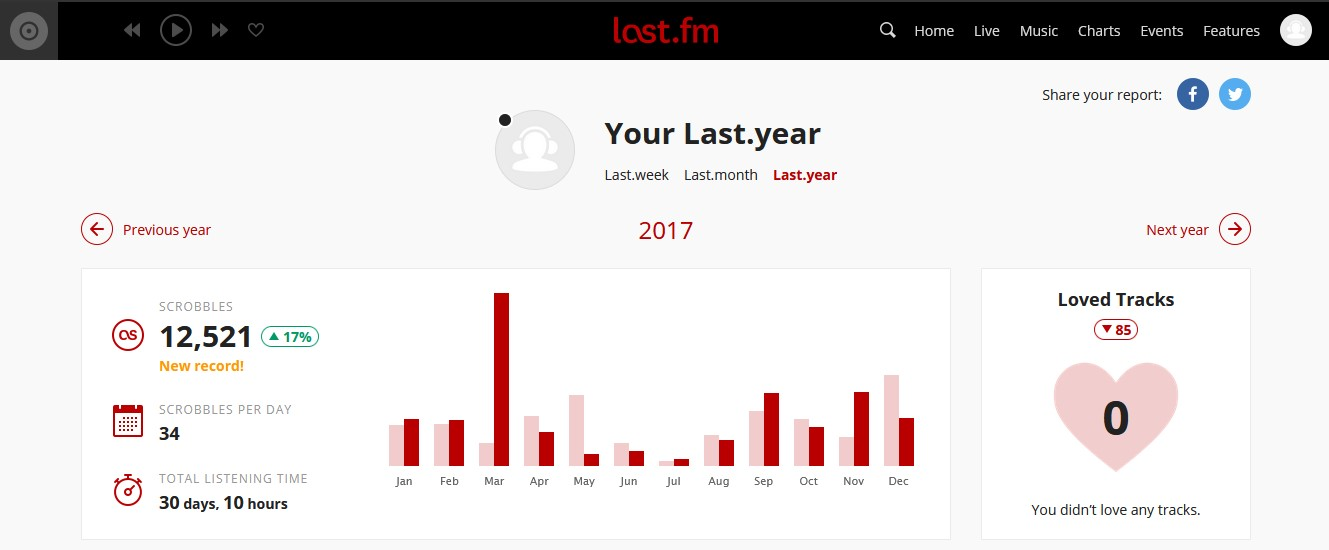 last.fm
Home Live Music Charts Events Features
Share your report:
Your Last.year
Last.week Last.month Last.year
Previous year
2017
Next year
SCROBBLES
12,521 17%
New record!
SCROBBLES PER DAY
34
TOTAL LISTENING TIME
30 days, 10 hours
Jan Feb Mar Apr May Jun Jul Aug Sep Oct Nov Dec
Loved Tracks
85
0
You didn’t love any tracks.